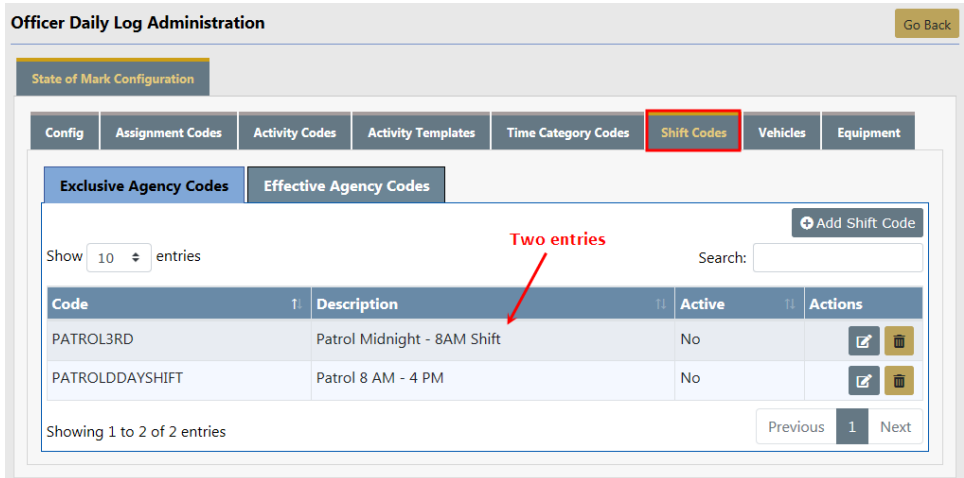 Officer Daily Log Administration
Go Back
State of Mark Configuration
Config Assignment Codes Activity Codes Activity Templates Time Category Codes Shift Codes Vehicles Equipment
Exclusive Agency Codes Effective Agency Codes
Add Shift Code
Two entries
Show 10 entries Search:
Code Description Active Actions
PATROL3RD Patrol Midnight - 8AM Shift No
PATROLDDAYSHIFT Patrol 8 AM - 4 PM No
Showing 1 to 2 of 2 entries Previous 1 Next